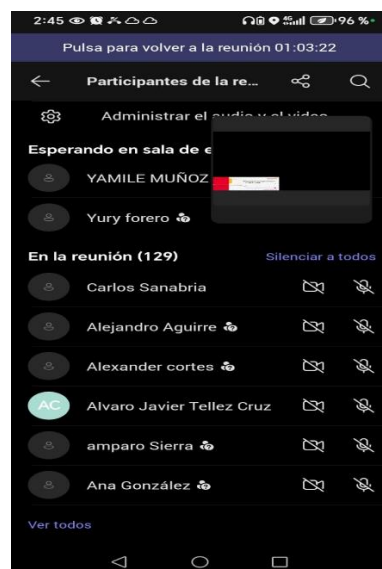 2:45 96 %
Pulsa para volver a la reunión 01:03:22
Participantes de la re...
Administrar el audio y el video
Esperando en sala de e
YAMILE MUÑOZ
Yury forero
En la reunión (129) Silenciar a todos
Carlos Sanabria
Alejandro Aguirre
Alexander cortes
AC Alvaro Javier Tellez Cruz
amparo Sierra
Ana González
Ver todos